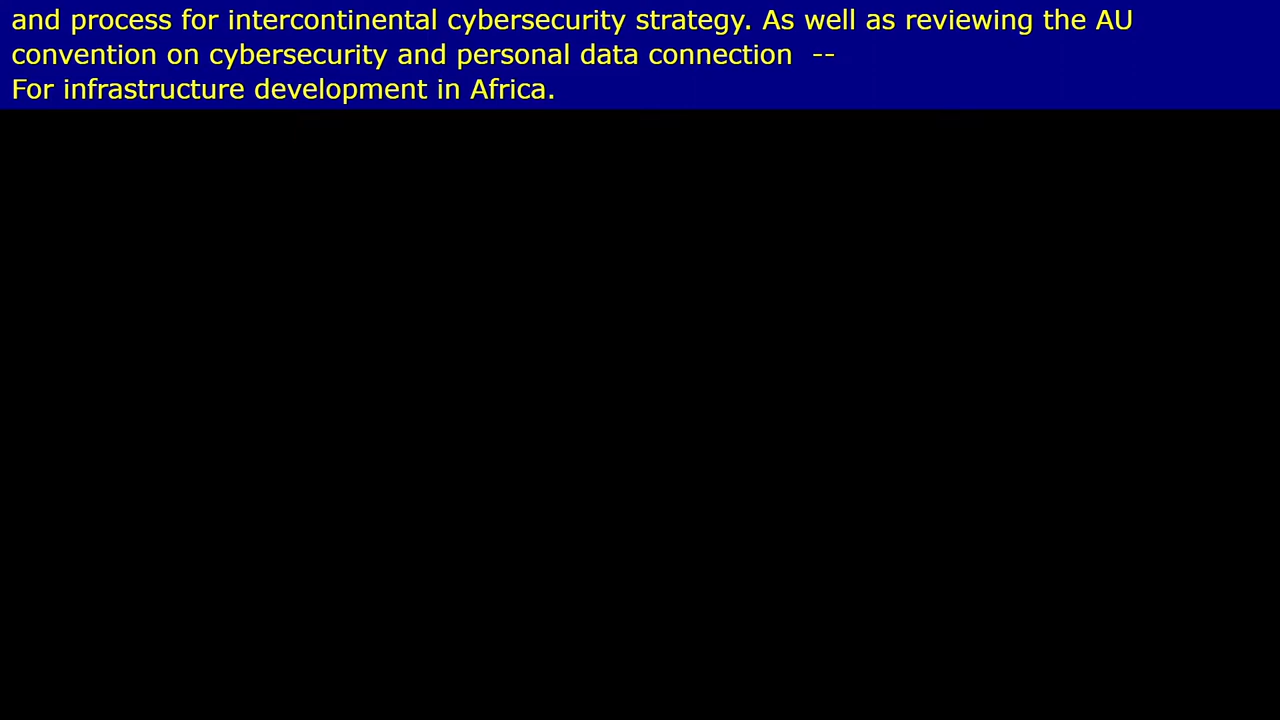 and process for intercontinental cybersecurity strategy. As well as reviewing the AU
convention on cybersecurity and personal data connection  --
For infrastructure development in Africa.